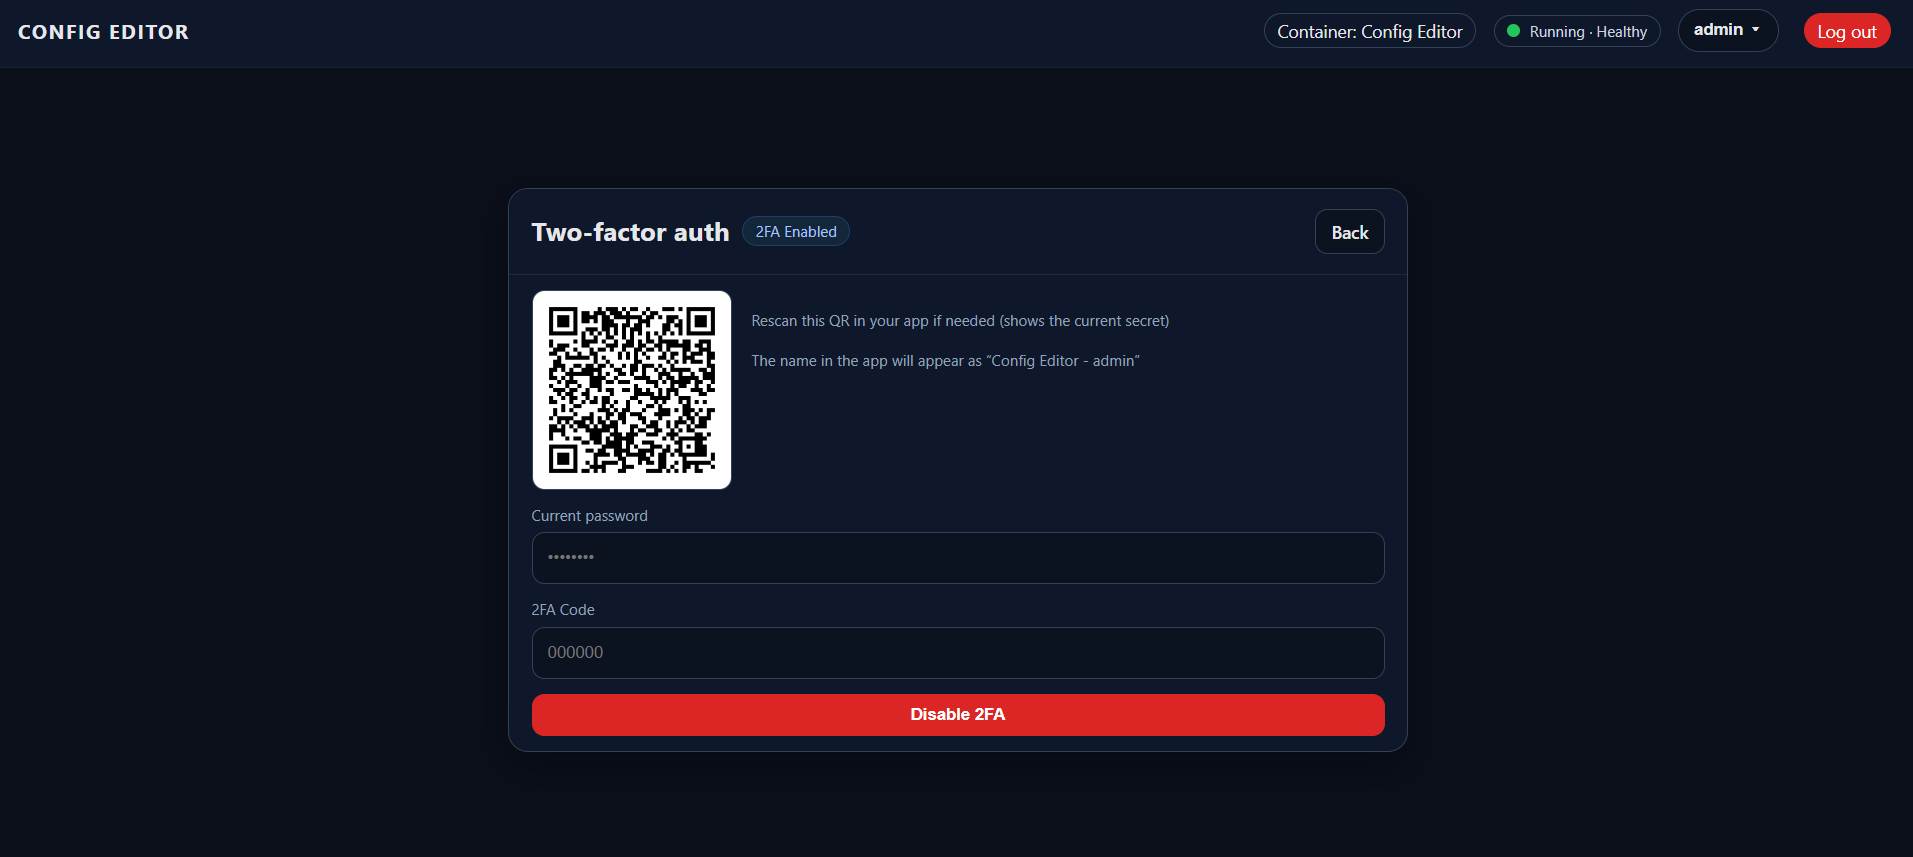 CONFIG EDITOR
Container: Config Editor
Running · Healthy
admin
Log out
Two-factor auth
2FA Enabled
Back
Rescan this QR in your app if needed (shows the current secret)
The name in the app will appear as “Config Editor - admin”
Current password
••••••••
2FA Code
000000
Disable 2FA